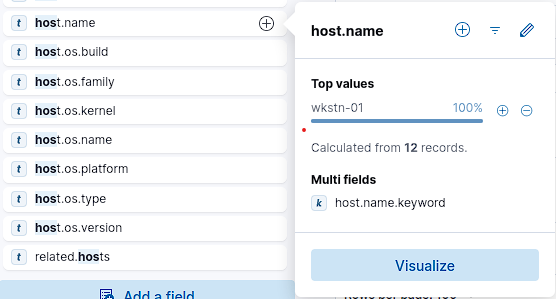 t host.name
t host.os.build
t host.os.family
t host.os.kernel
t host.os.name
t host.os.platform
t host.os.type
t host.os.version
t related.hosts
Add a field
host.name
Top values
wkstn-01 100%
Calculated from 12 records.
Multi fields
k host.name.keyword
Visualize